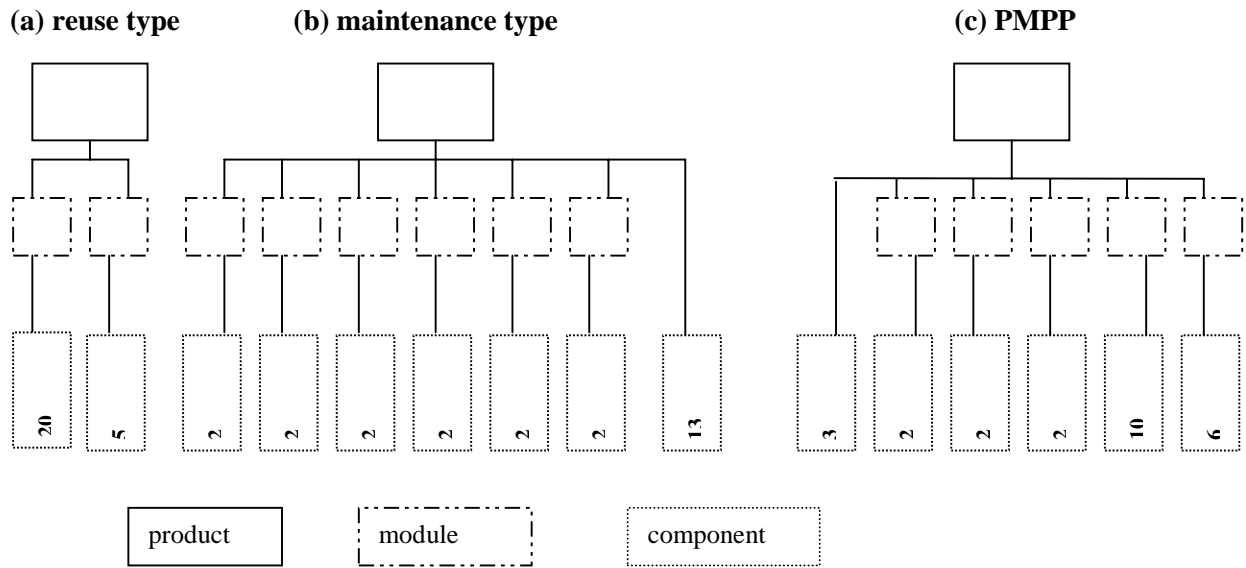 (a) reuse type (b) maintenance type (c) PMPP
20 5 2 2 2 2 2 2 13 3 2 2 2 10 6
product module component